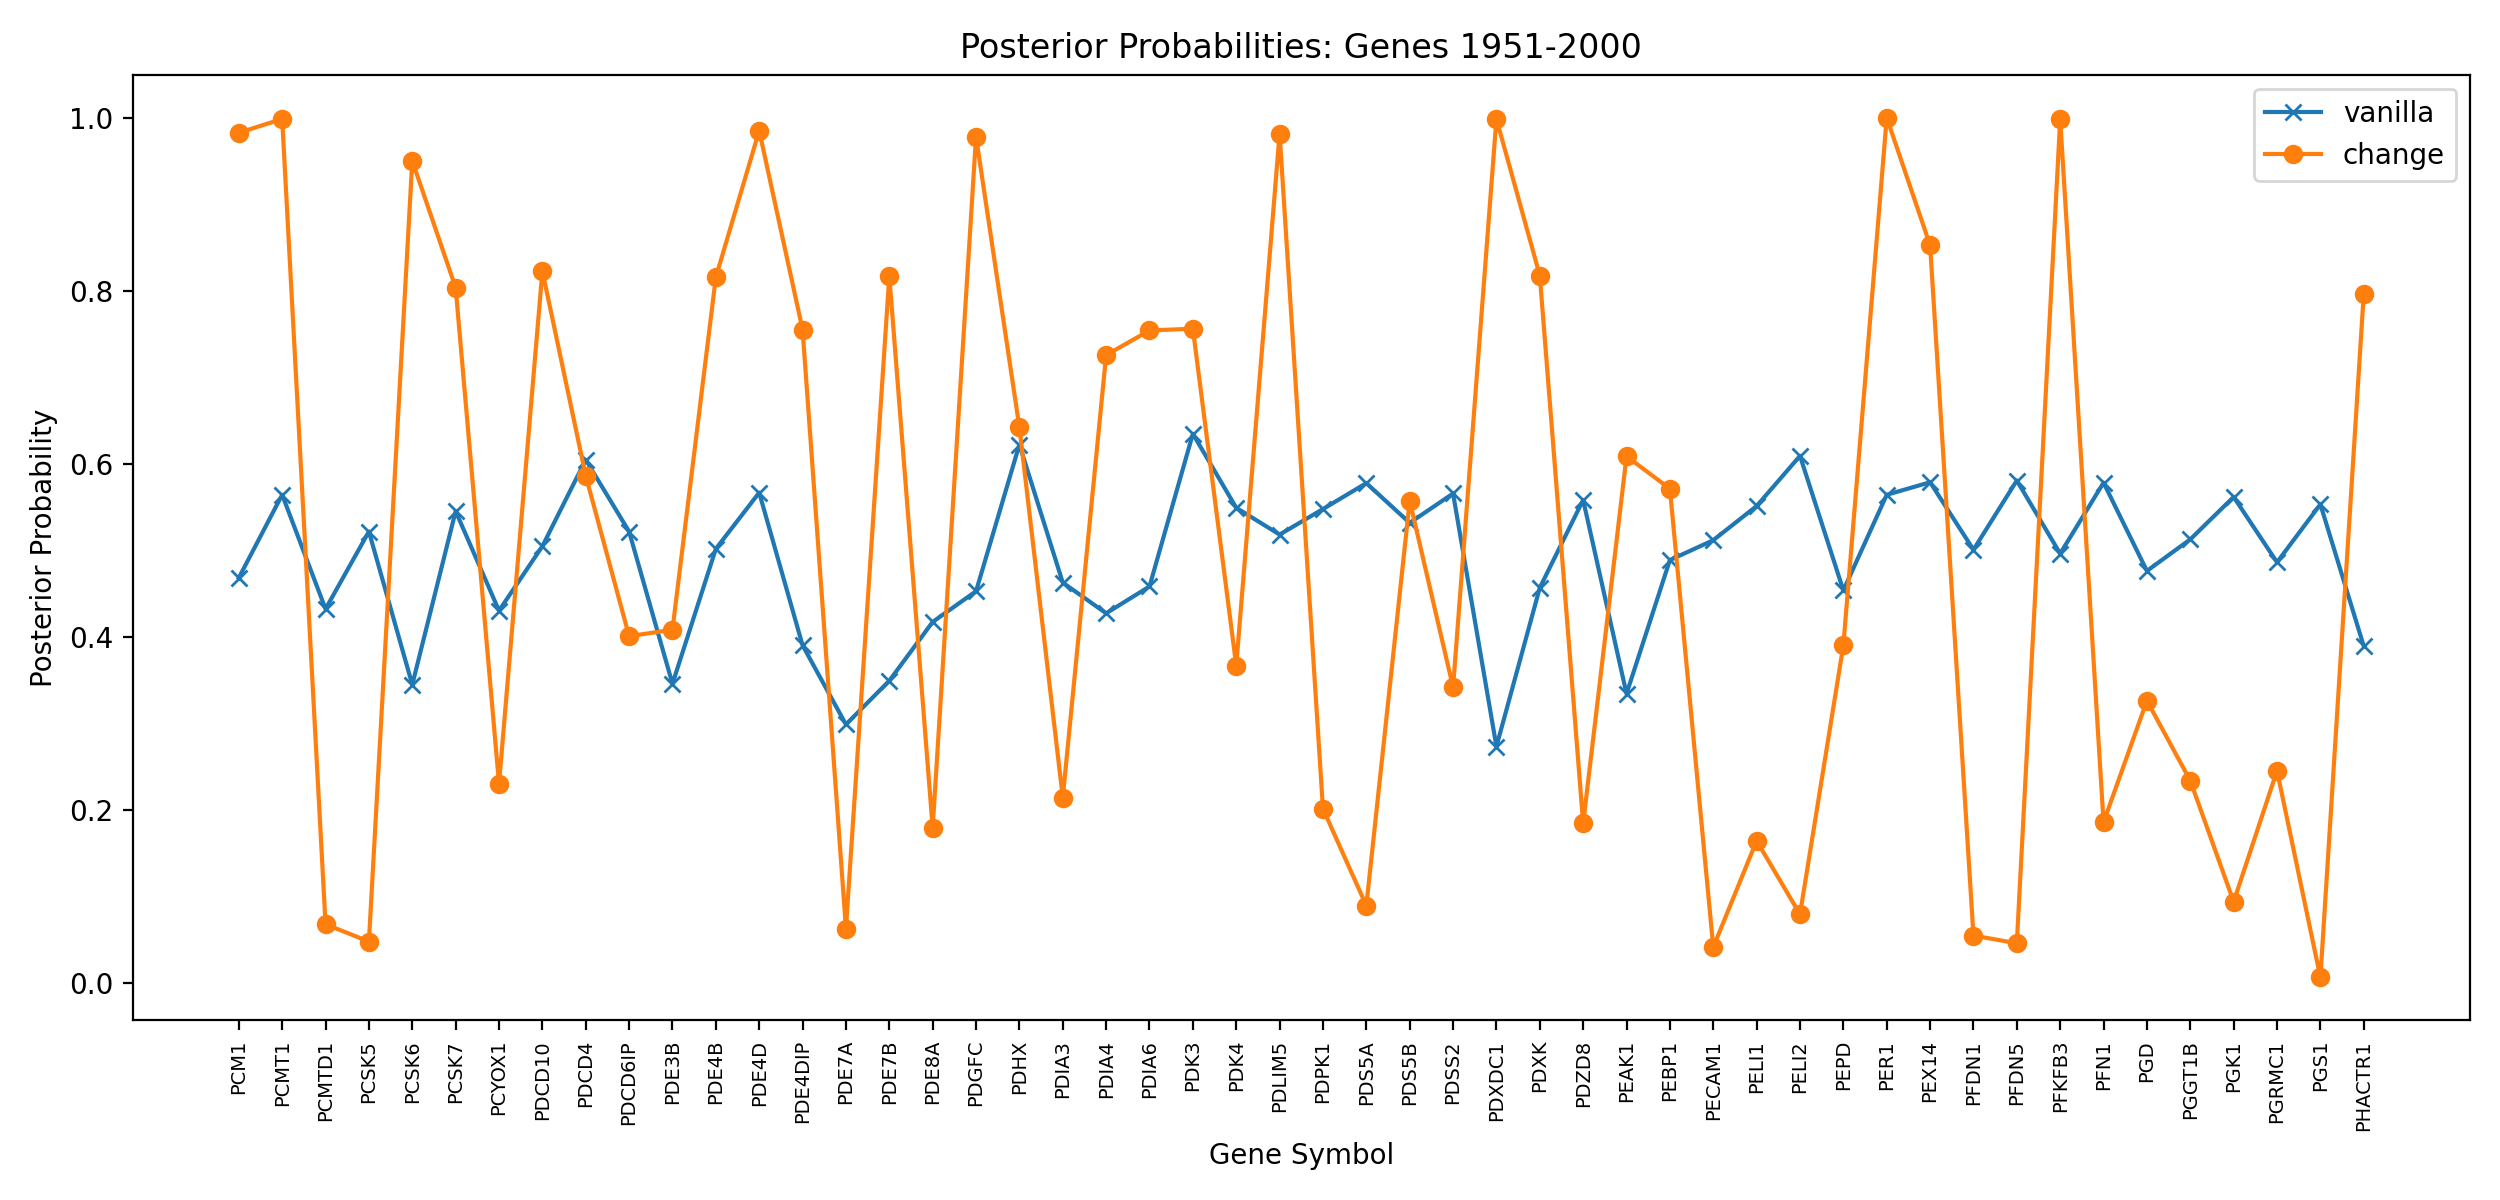 Posterior Probabilities: Genes 1951-2000
vanilla
change
Posterior Probability
1.0
0.8
0.6
0.4
0.2
0.0
PCM1
PCMT1
PCMTD1
PCSK5
PCSK6
PCSK7
PCYOX1
PDCD10
PDCD4
PDCD6IP
PDE3B
PDE4B
PDE4D
PDE4DIP
PDE7A
PDE7B
PDE8A
PDGFC
PDHX
PDIA3
PDIA4
PDIA6
PDK3
PDK4
PDLIM5
PDPK1
PDS5A
PDS5B
PDSS2
PDXDC1
PDXK
PDZD8
PEAK1
PEBP1
PECAM1
PELI1
PELI2
PEPD
PER1
PEX14
PFDN1
PFDN5
PFKFB3
PFN1
PGD
PGGT1B
PGK1
PGRMC1
PGS1
PHACTR1
Gene Symbol